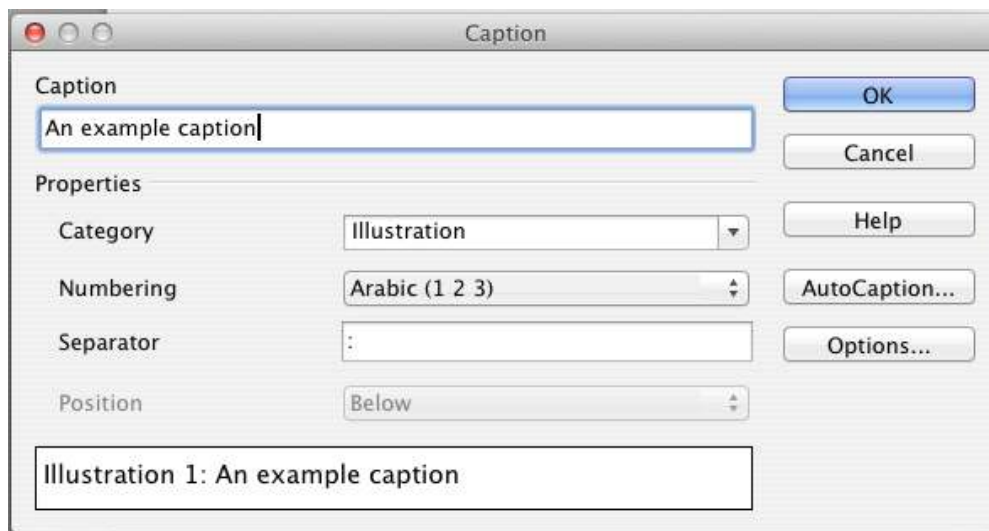 Caption
Caption
OK
An example caption
Cancel
Properties
Category
Illustration
Help
Numbering
Arabic (1 2 3)
AutoCaption...
Separator
:
Options...
Position
Below
Illustration 1: An example caption